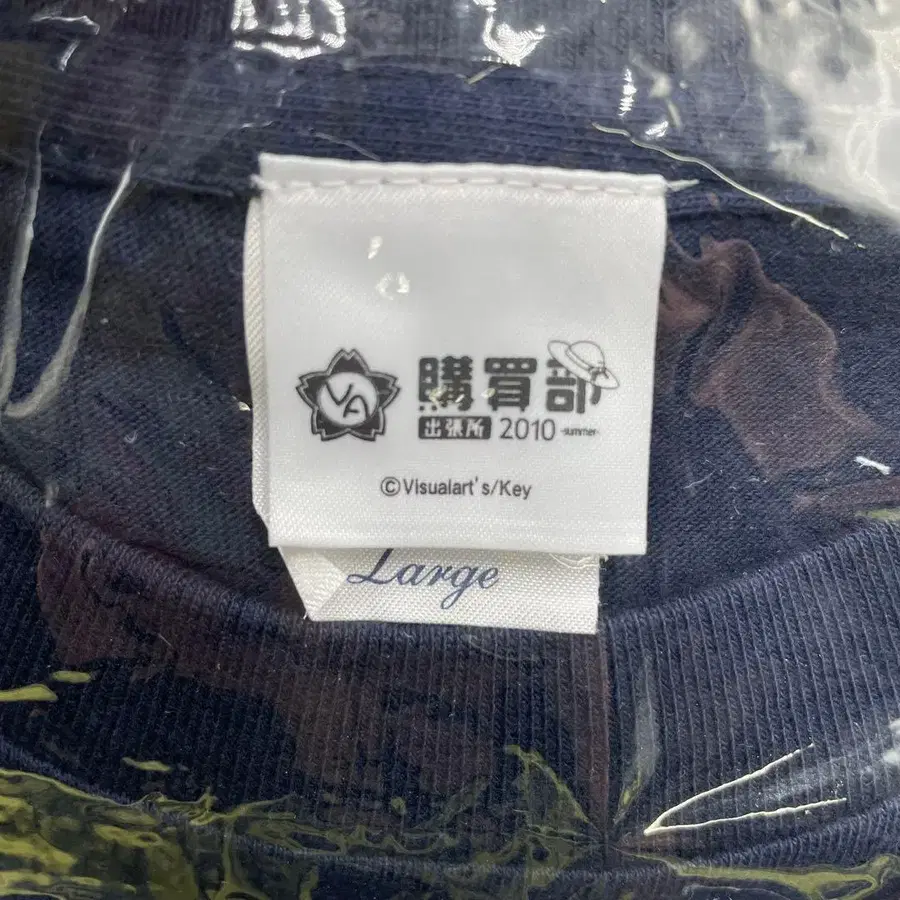 VA 購買部
出張所 2010 -summer-
©Visualart's/Key
Large